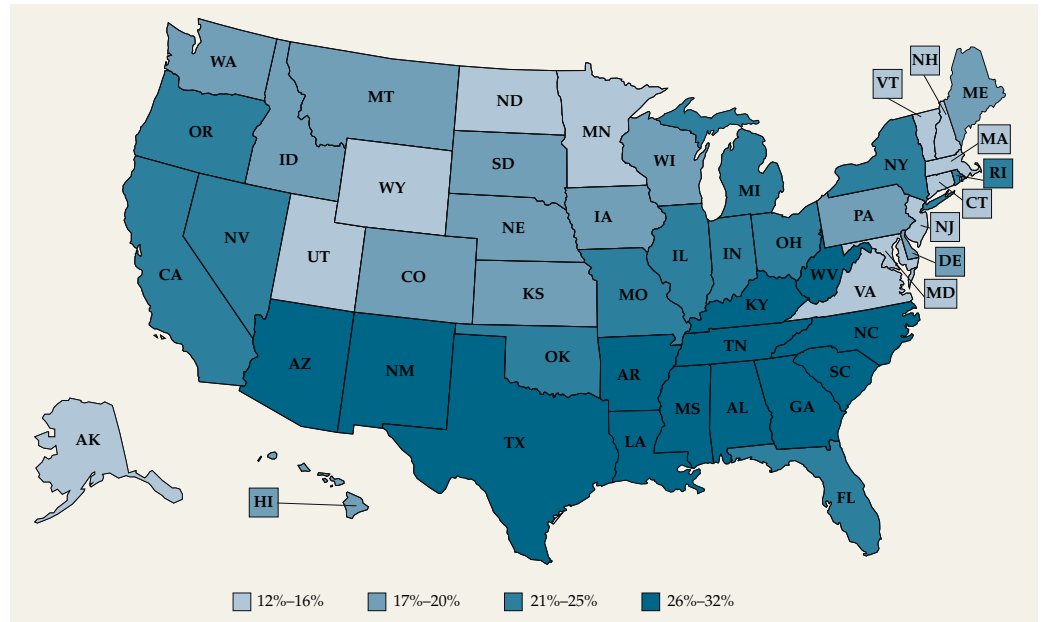 NH
VT
WA
ME
MT
ND
MN
OR
MA
ID
SD
WI
NY
RI
WY
MI
CT
IA
PA
NE
NJ
NV
UT
IL
IN
OH
DE
CA
CO
WV
KS
MO
VA
MD
KY
NC
TN
OK
AZ
NM
AR
SC
MS
AL
GA
AK
TX
LA
FL
HI
12%–16% 17%–20% 21%–25% 26%–32%